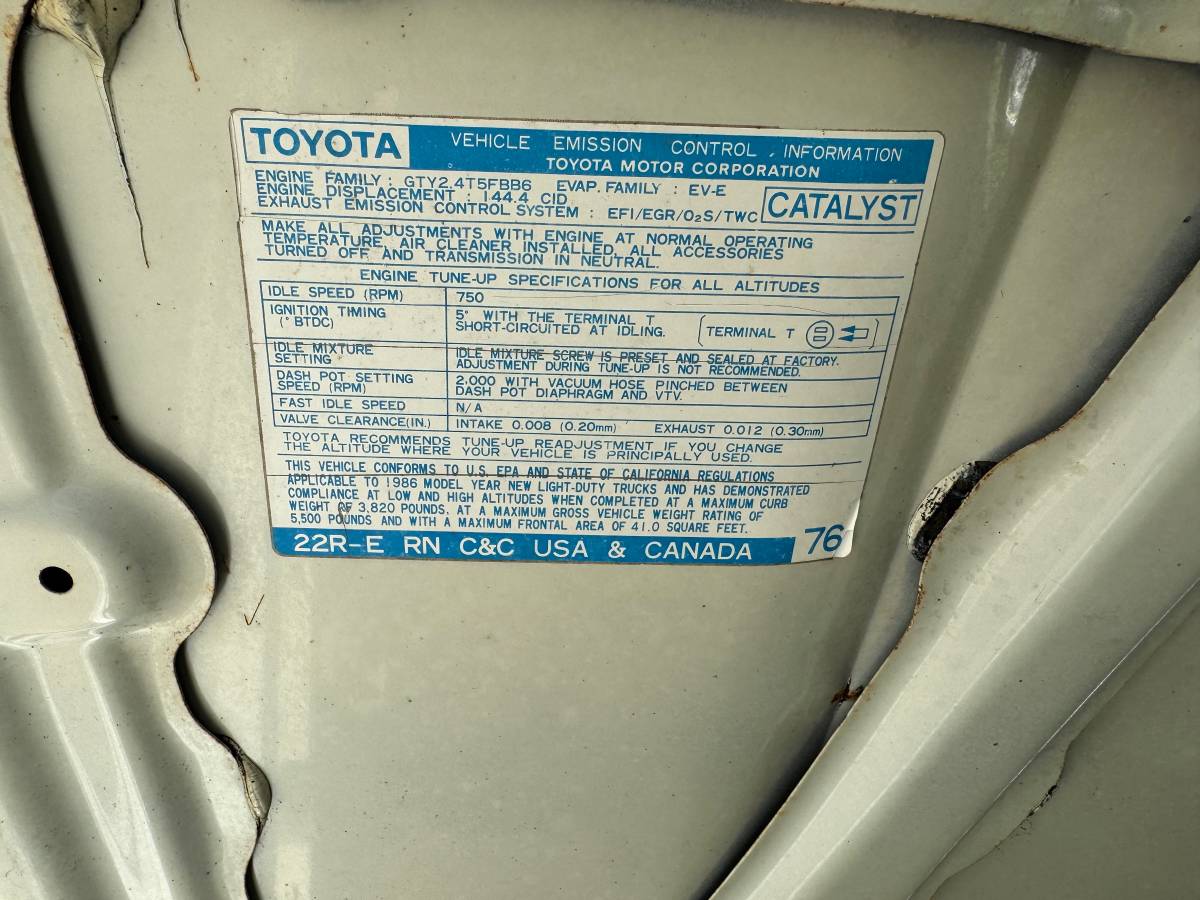 TOYOTA VEHICLE EMISSION CONTROL INFORMATION
TOYOTA MOTOR CORPORATION
ENGINE FAMILY : GTY2.4T5FBB6 EVAP. FAMILY : EV-E
ENGINE DISPLACEMENT : 144.4 CID
EXHAUST EMISSION CONTROL SYSTEM : EFI/EGR/O₂S/TWC
CATALYST
MAKE ALL ADJUSTMENTS WITH ENGINE AT NORMAL OPERATING
TEMPERATURE, AIR CLEANER INSTALLED, ALL ACCESSORIES
TURNED OFF, AND TRANSMISSION IN NEUTRAL.
ENGINE TUNE-UP SPECIFICATIONS FOR ALL ALTITUDES
IDLE SPEED (RPM) 750
IGNITION TIMING
(°BTDC)
5° WITH THE TERMINAL T
SHORT-CIRCUITED AT IDLING.
TERMINAL T
IDLE MIXTURE
SETTING
IDLE MIXTURE SCREW IS PRESET AND SEALED AT FACTORY.
ADJUSTMENT DURING TUNE-UP IS NOT RECOMMENDED.
DASH POT SETTING
SPEED (RPM)
2,000 WITH VACUUM HOSE PINCHED BETWEEN
DASH POT DIAPHRAGM AND VTV.
FAST IDLE SPEED N/A
VALVE CLEARANCE(IN.) INTAKE 0.008 (0.20mm) EXHAUST 0.012 (0.30mm)
TOYOTA RECOMMENDS TUNE-UP READJUSTMENT IF YOU CHANGE
THE ALTITUDE WHERE YOUR VEHICLE IS PRINCIPALLY USED.
THIS VEHICLE CONFORMS TO U.S. EPA AND STATE OF CALIFORNIA REGULATIONS
APPLICABLE TO 1986 MODEL YEAR NEW LIGHT-DUTY TRUCKS AND HAS DEMONSTRATED
COMPLIANCE AT LOW AND HIGH ALTITUDES WHEN COMPLETED AT A MAXIMUM CURB
WEIGHT OF 3,820 POUNDS, AT A MAXIMUM GROSS VEHICLE WEIGHT RATING OF
5,500 POUNDS AND WITH A MAXIMUM FRONTAL AREA OF 41.0 SQUARE FEET.
22R-E RN C&C USA & CANADA 76